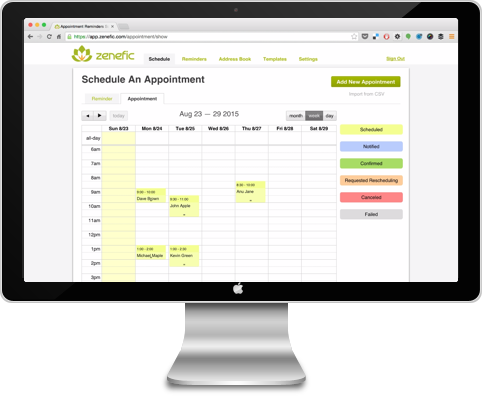 Appointment Reminders
https://app.zenefic.com/appointment/show
zenefic
Schedule Reminders Address Book Templates Settings Sign Out
Schedule An Appointment
Add New Appointment
Import from CSV
Reminder Appointment
today Aug 23 — 29 2015 month week day
Sun 8/23 Mon 8/24 Tue 8/25 Wed 8/26 Thu 8/27 Fri 8/28 Sat 8/29
all-day
Scheduled
6am
Notified
7am
Confirmed
8am
Requested Rescheduling
8:30 - 10:00
Anu Jane
9am
9:00 - 10:00
Dave Brown
Canceled
9:30 - 11:00
John Apple
10am
Failed
11am
12pm
1pm
1:00 - 2:00
Michael Maple
1:00 - 2:30
Kevin Green
2pm
3pm